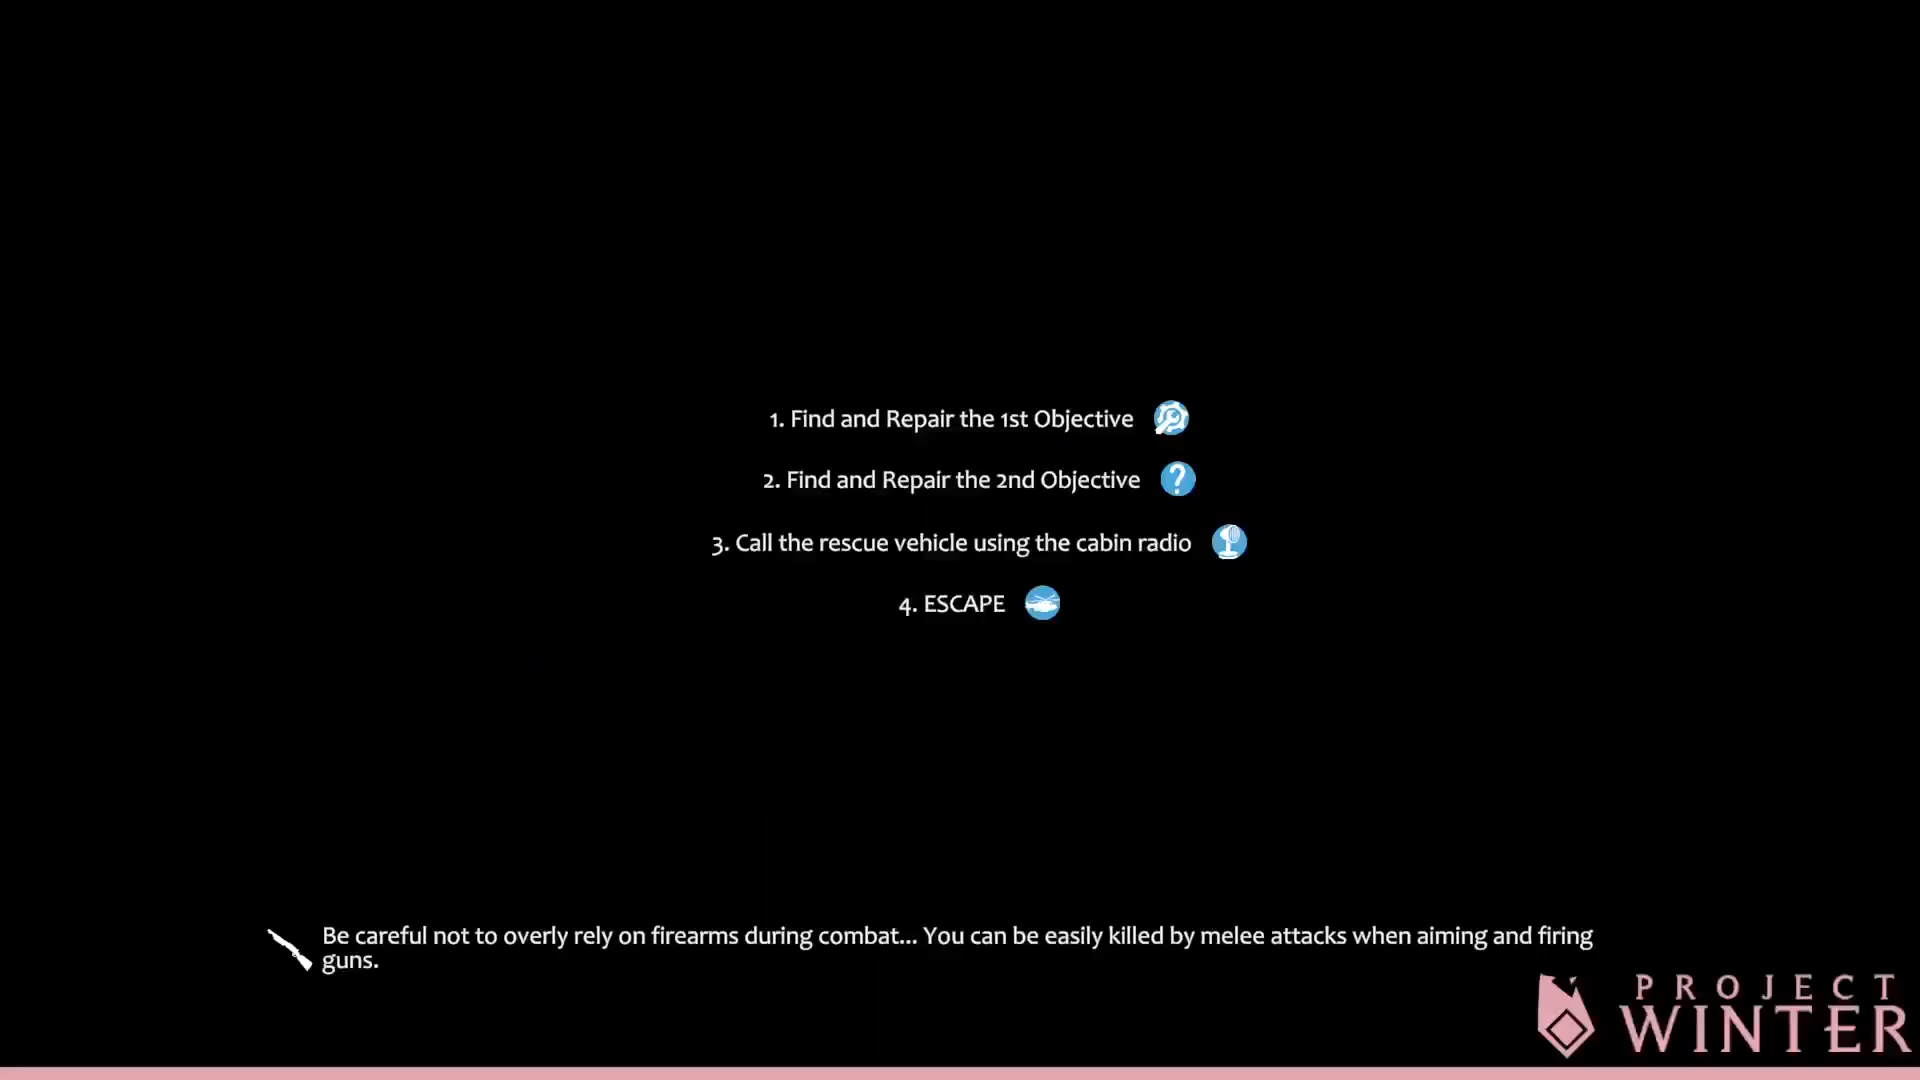 1. Find and Repair the 1st Objective
2. Find and Repair the 2nd Objective
?
3. Call the rescue vehicle using the cabin radio
4. ESCAPE
Be careful not to overly rely on firearms during combat... You can be easily killed by melee attacks when aiming and firing
guns.
PROJECT
WINTER